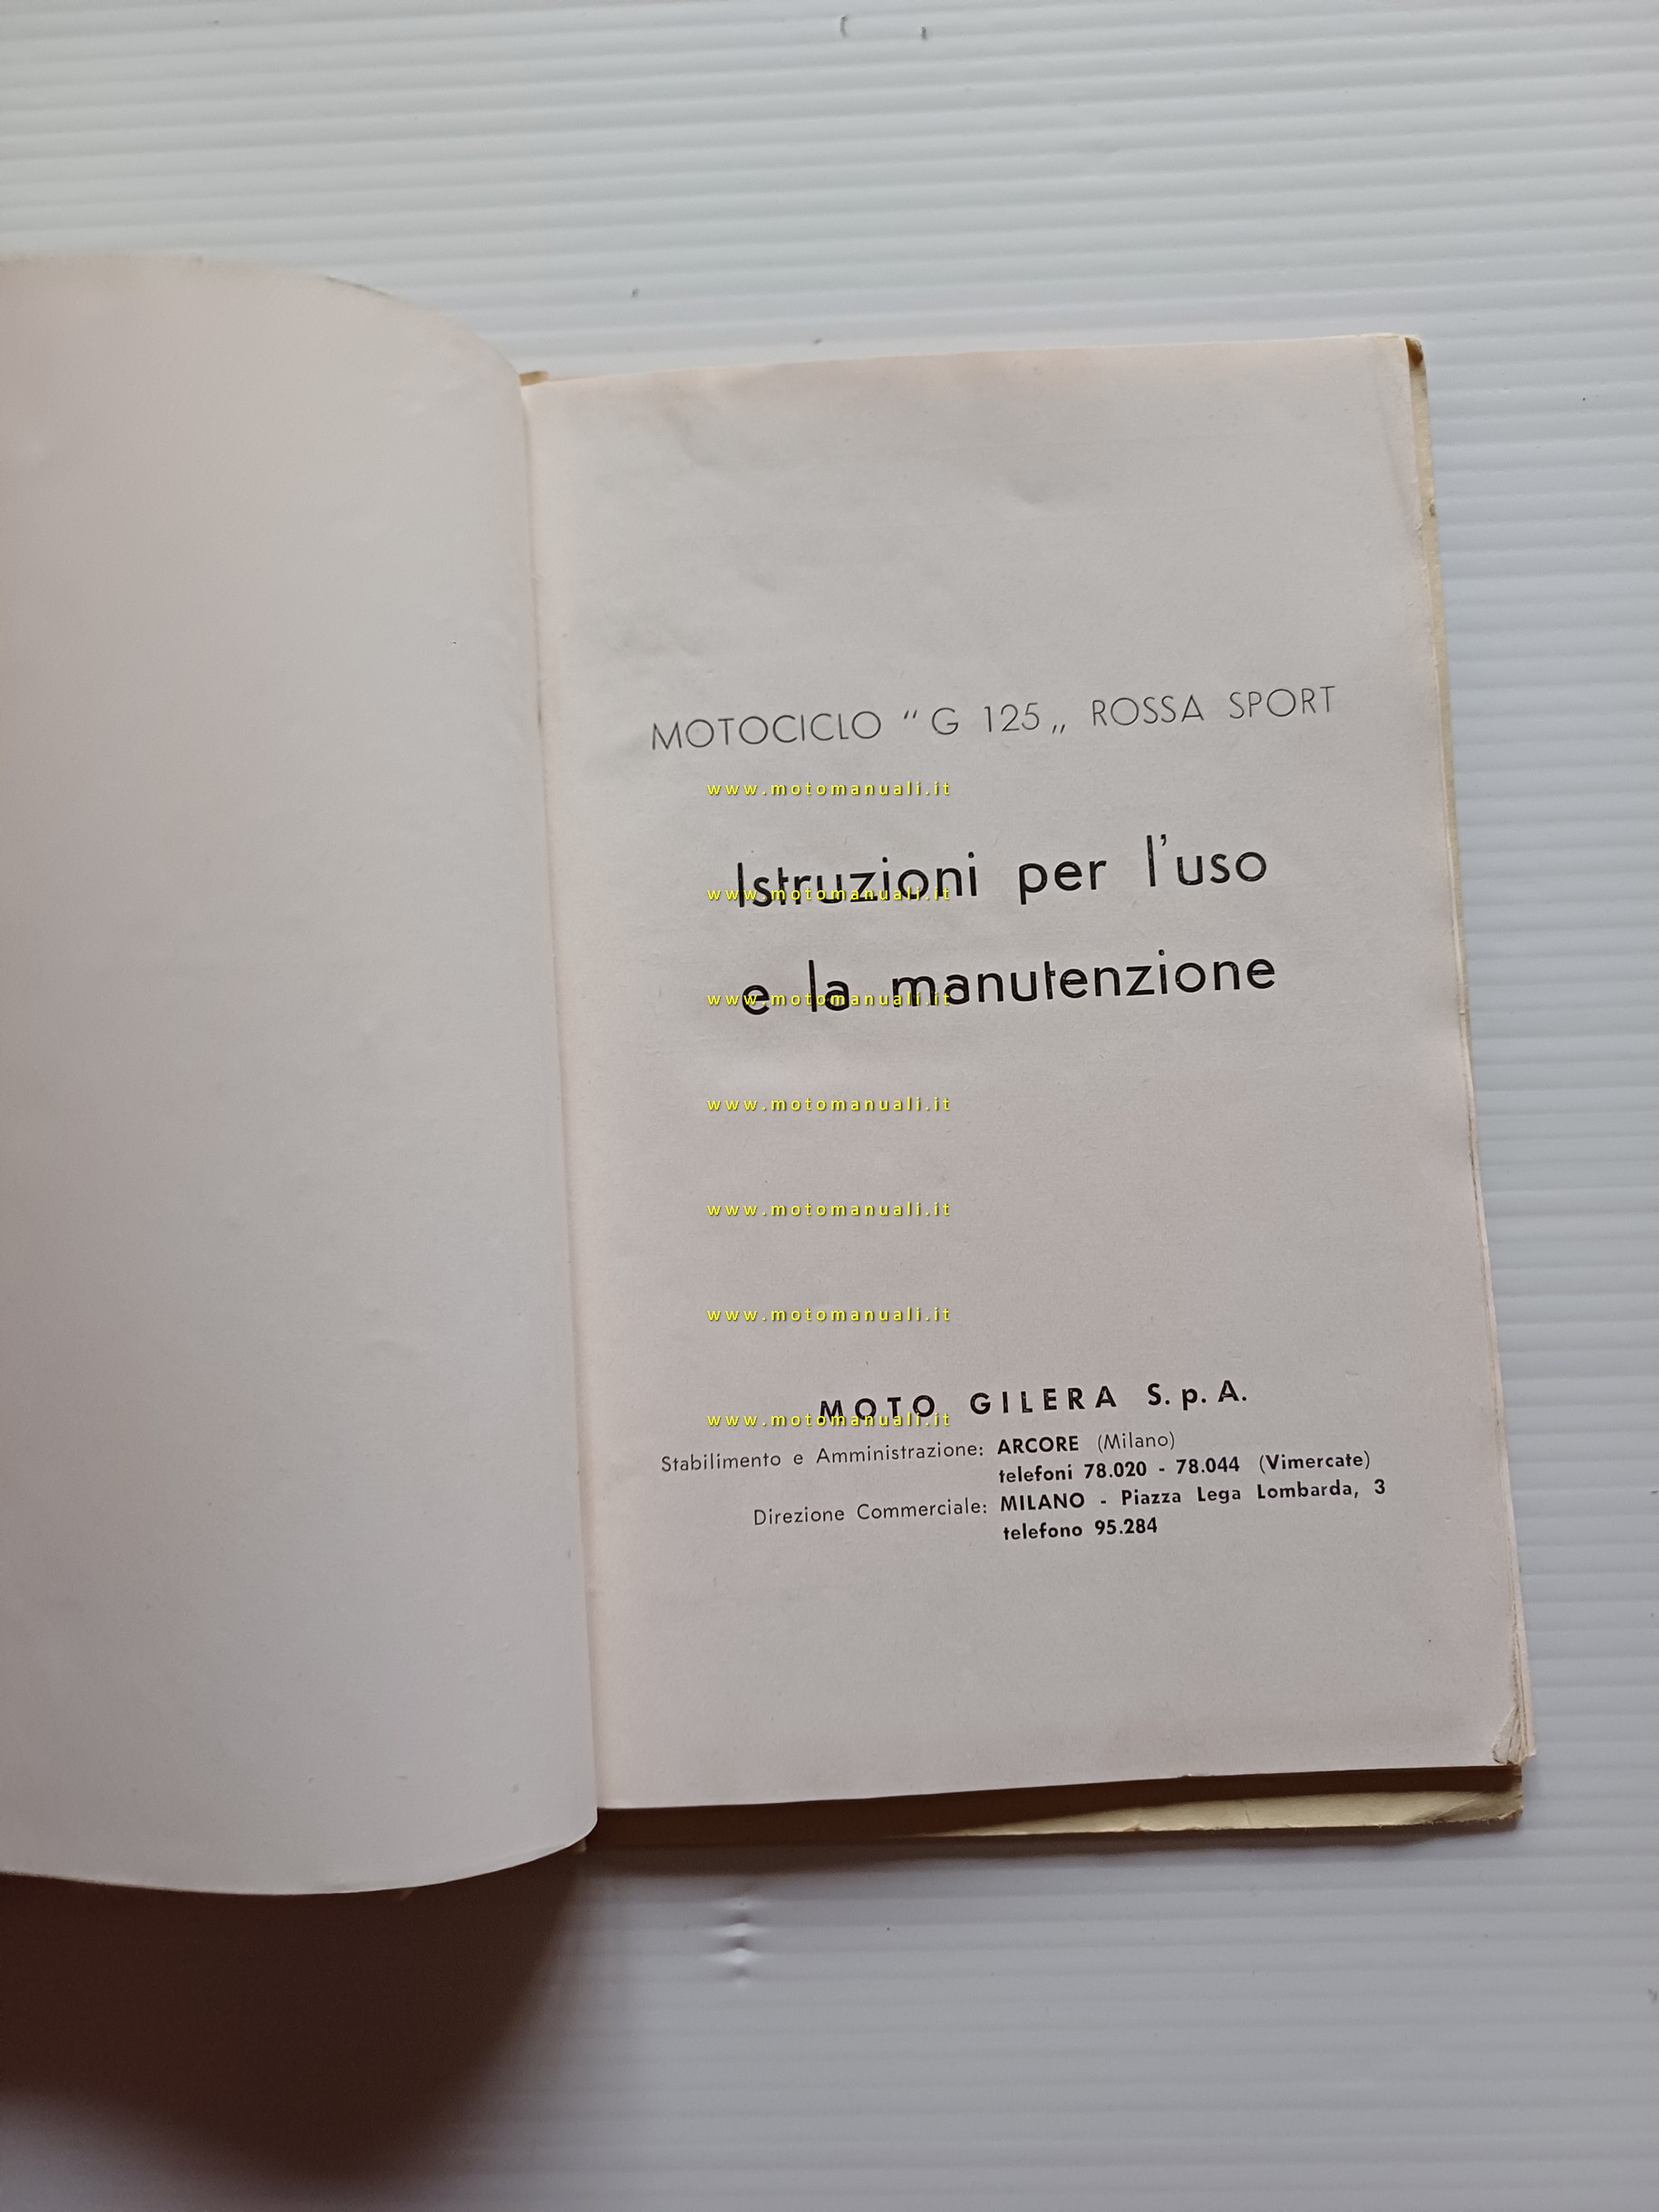 MOTOCICLO “ G 125 „ ROSSA SPORT
www.motomanuali.it
Istruzioni per l'uso
www.motomanuali.it
e la manutenzione
www.motomanuali.it
www.motomanuali.it
www.motomanuali.it
www.motomanuali.it
MOTO GILERA S. p. A.
www.motomanuali.it
Stabilimento e Amministrazione: ARCORE (Milano)
telefoni 78.020 - 78.044 (Vimercate)
Direzione Commerciale: MILANO - Piazza Lega Lombarda, 3
telefono 95.284